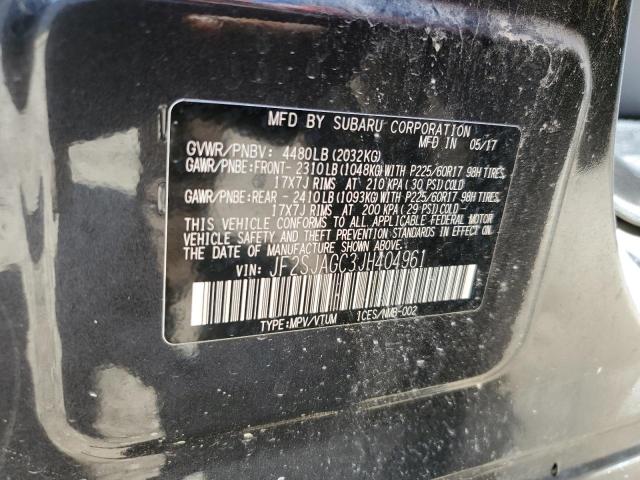 MFD BY SUBARU CORPORATION
MFD IN 05/17
GVWR/PNBV: 4480LB(2032KG)
GAWR/PNBE:FRONT- 2310LB(1048KG)WITH P225/60R17 98H TIRES,
17X7J RIMS AT 210 KPA(30 PSI)COLD
GAWR/PNBE:REAR - 2410LB(1093KG)WITH P225/60R17 98H TIRES,
17X7J RIMS AT 200 KPA(29 PSI)COLD
THIS VEHICLE CONFORMS TO ALL APPLICABLE FEDERAL MOTOR
VEHICLE SAFETY AND THEFT PREVENTION STANDARDS IN EFFECT ON
THE DATE OF MANUFACTURE SHOWN ABOVE.
VIN: JF2SJAGC3JH404961
TYPE:MPV/VTUM 1CES/NMB-002